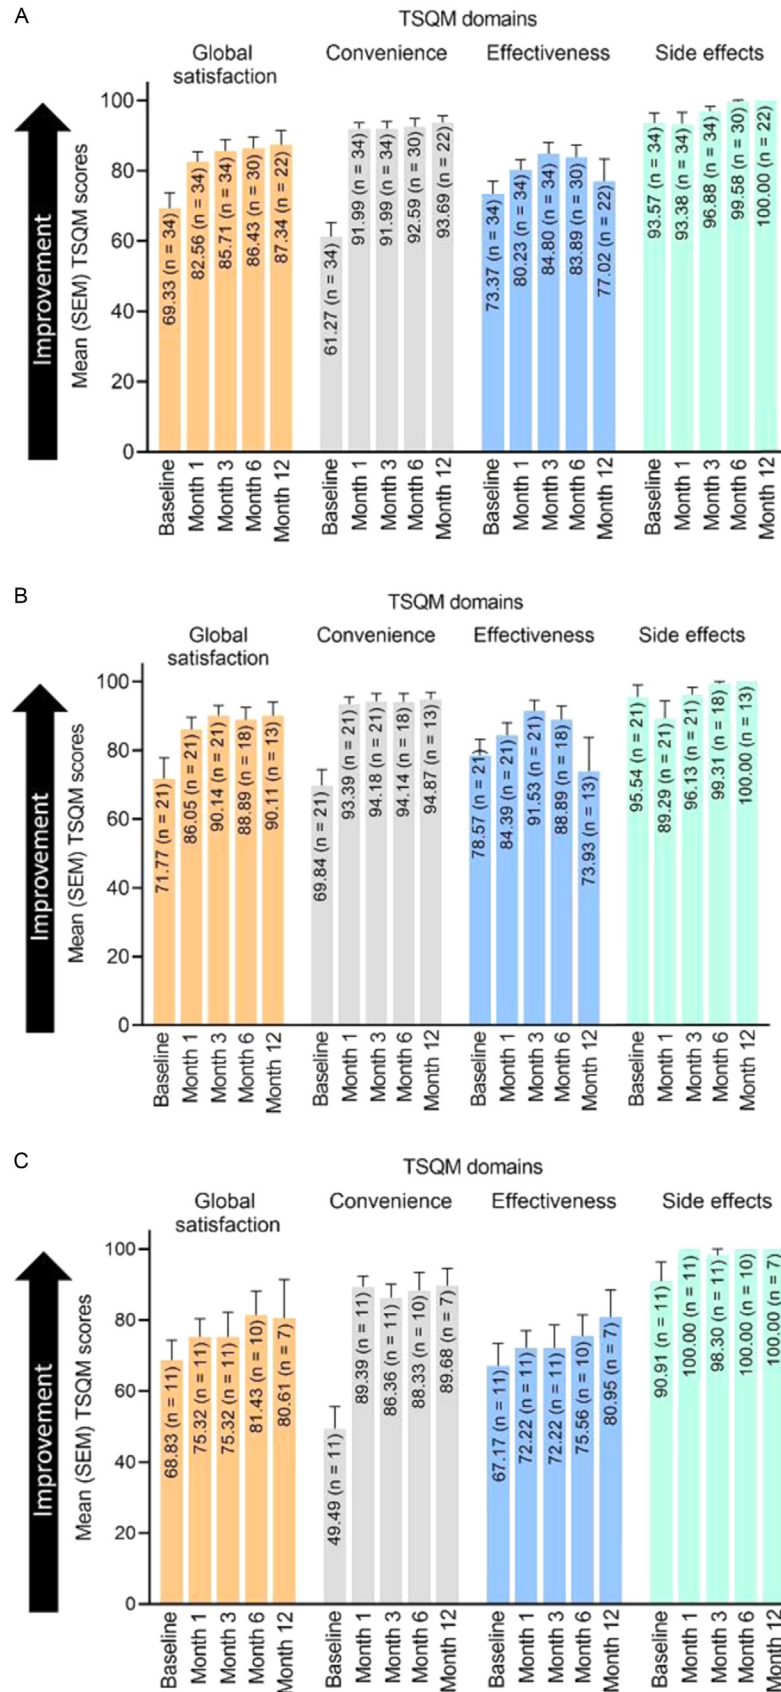 A
TSQM domains
Global
satisfaction
Convenience
Effectiveness
Side effects
Improvement
Mean (SEM) TSQM scores
100
80
60
40
20
0
69.33 (n = 34)
82.56 (n = 34)
85.71 (n = 34)
86.43 (n = 30)
87.34 (n = 22)
61.27 (n = 34)
91.99 (n = 34)
91.99 (n = 34)
92.59 (n = 30)
93.69 (n = 22)
73.37 (n = 34)
80.23 (n = 34)
84.80 (n = 34)
83.89 (n = 30)
77.02 (n = 22)
93.57 (n = 34)
93.38 (n = 34)
96.88 (n = 34)
99.58 (n = 30)
100.00 (n = 22)
Baseline
Month 1
Month 3
Month 6
Month 12
Baseline
Month 1
Month 3
Month 6
Month 12
Baseline
Month 1
Month 3
Month 6
Month 12
Baseline
Month 1
Month 3
Month 6
Month 12
B
TSQM domains
Global
satisfaction
Convenience
Effectiveness
Side effects
Improvement
Mean (SEM) TSQM scores
100
80
60
40
20
0
71.77 (n = 21)
86.05 (n = 21)
90.14 (n = 21)
88.89 (n = 18)
90.11 (n = 13)
69.84 (n = 21)
93.39 (n = 21)
94.18 (n = 21)
94.14 (n = 18)
94.87 (n = 13)
78.57 (n = 21)
84.39 (n = 21)
91.53 (n = 21)
88.89 (n = 18)
73.93 (n = 13)
95.54 (n = 21)
89.29 (n = 21)
96.13 (n = 21)
99.31 (n = 18)
100.00 (n = 13)
Baseline
Month 1
Month 3
Month 6
Month 12
Baseline
Month 1
Month 3
Month 6
Month 12
Baseline
Month 1
Month 3
Month 6
Month 12
Baseline
Month 1
Month 3
Month 6
Month 12
C
TSQM domains
Global
satisfaction
Convenience
Effectiveness
Side effects
Improvement
Mean (SEM) TSQM scores
100
80
60
40
20
0
68.83 (n = 11)
75.32 (n = 11)
75.32 (n = 11)
81.43 (n = 10)
80.61 (n = 7)
49.49 (n = 11)
89.39 (n = 11)
86.36 (n = 11)
88.33 (n = 10)
89.68 (n = 7)
67.17 (n = 11)
72.22 (n = 11)
72.22 (n = 11)
75.56 (n = 10)
80.95 (n = 7)
90.91 (n = 11)
100.00 (n = 11)
98.30 (n = 11)
100.00 (n = 10)
100.00 (n = 7)
Baseline
Month 1
Month 3
Month 6
Month 12
Baseline
Month 1
Month 3
Month 6
Month 12
Baseline
Month 1
Month 3
Month 6
Month 12
Baseline
Month 1
Month 3
Month 6
Month 12